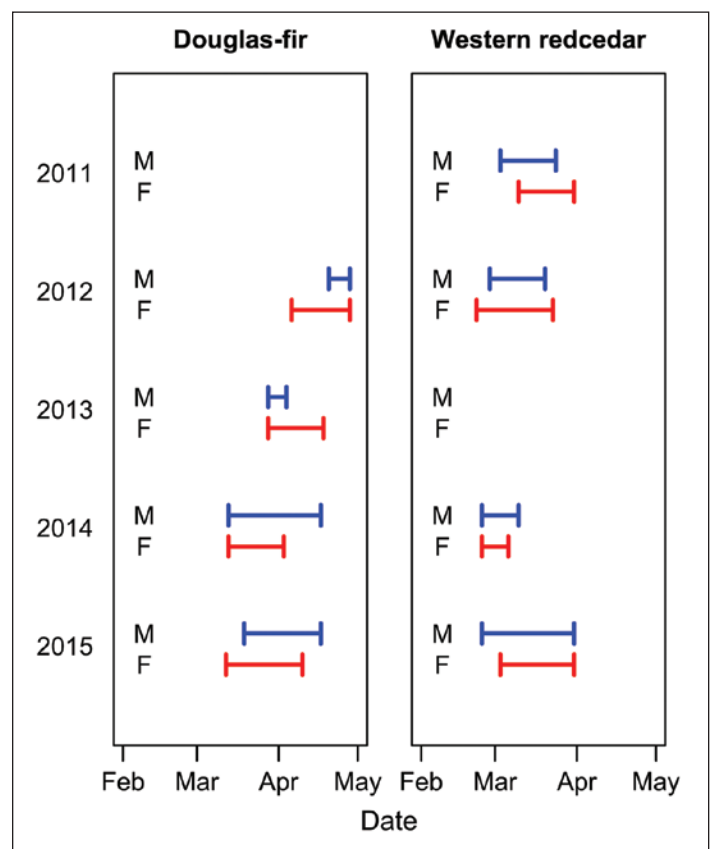 Douglas-fir Western redcedar
2011 M M
F F
2012 M M
F F
2013 M M
F F
2014 M M
F F
2015 M M
F F
Feb Mar Apr May Feb Mar Apr May
Date